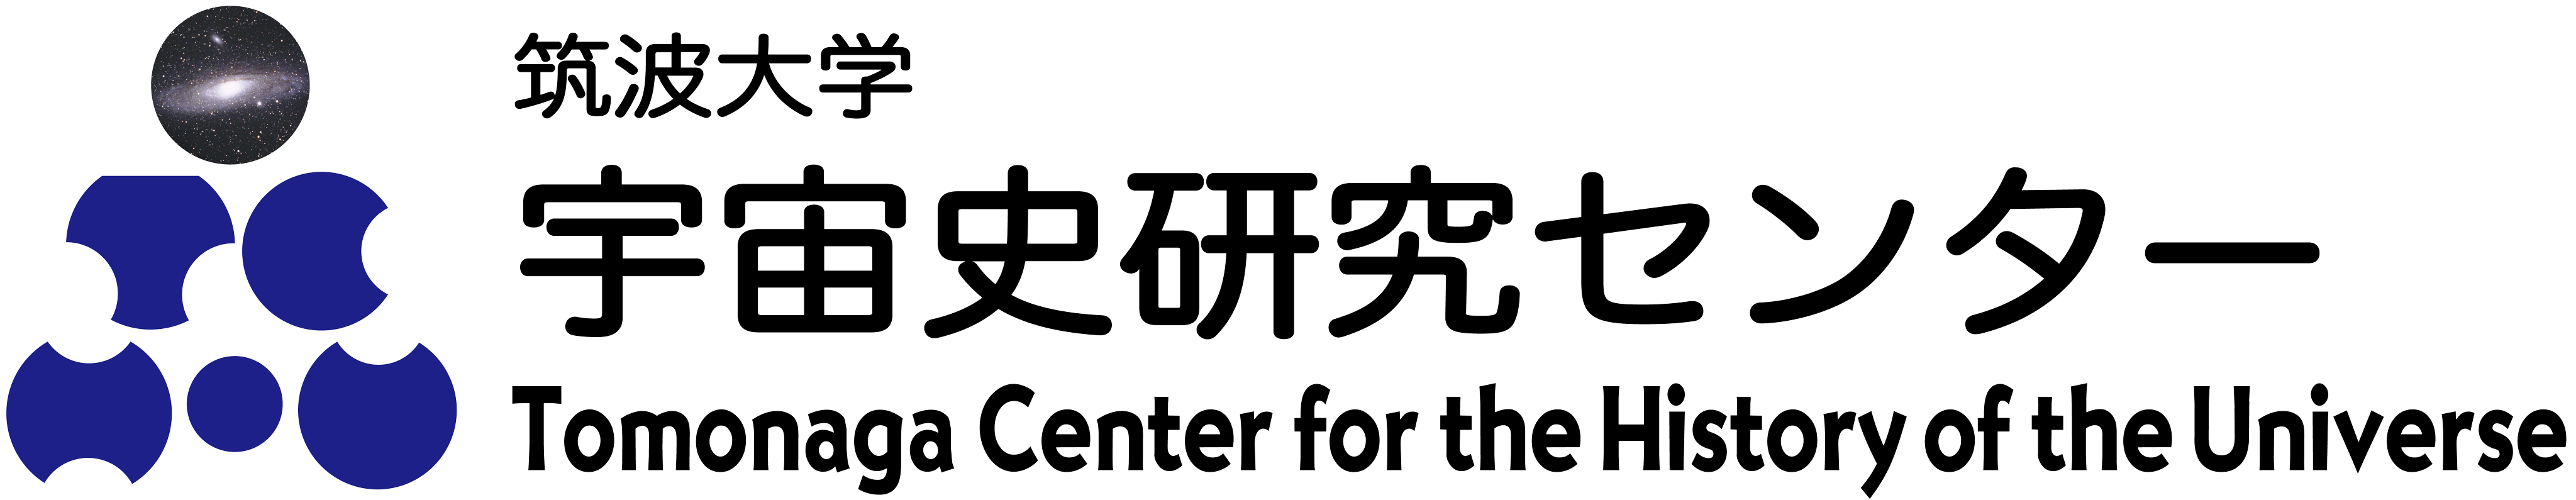 筑波大学
宇宙史研究センター
Tomonaga Center for the History of the Universe